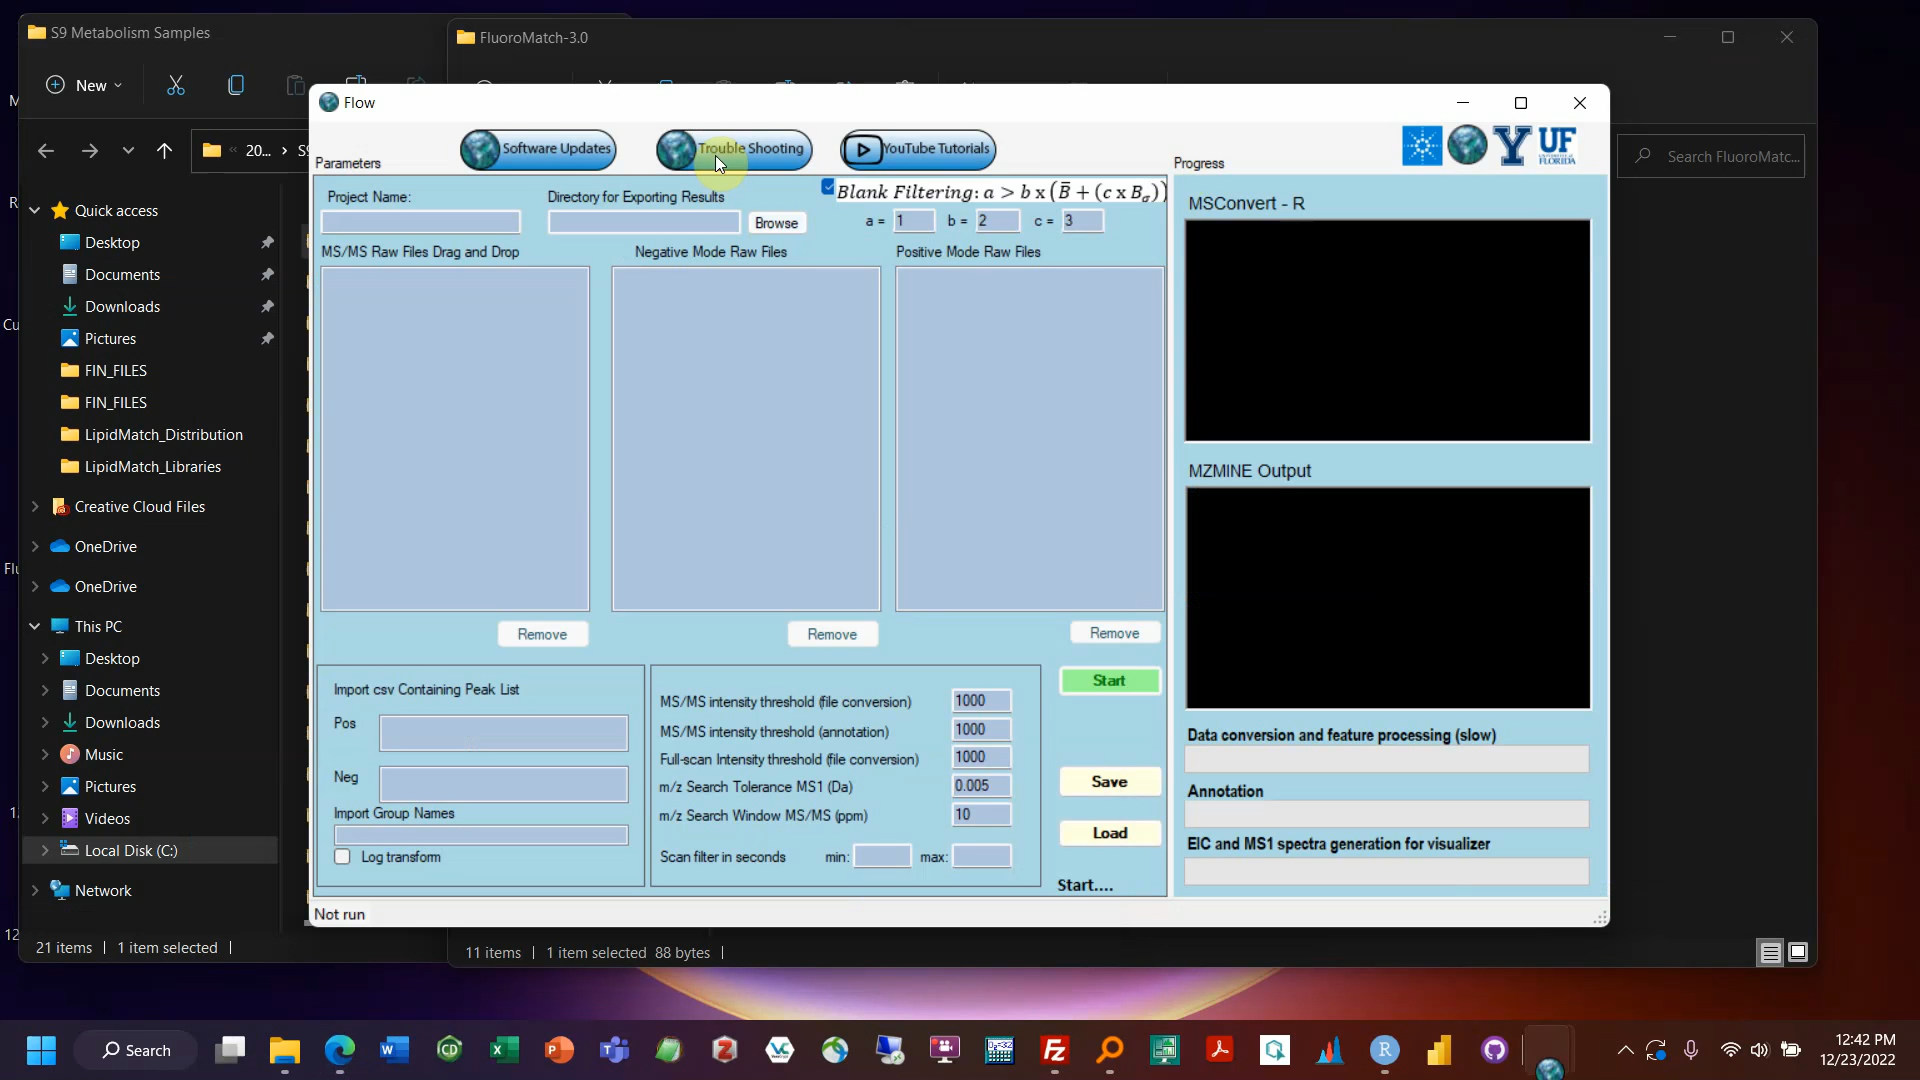 S9 Metabolism Samples
FluoroMatch-3.0
New
20...
S9
Search FluoroMatc...
Quick access
Desktop
Documents
Downloads
Pictures
FIN_FILES
FIN_FILES
LipidMatch_Distribution
LipidMatch_Libraries
Creative Cloud Files
OneDrive
OneDrive
This PC
Desktop
Documents
Downloads
Music
Pictures
Videos
Local Disk (C:)
Network
21 items
1 item selected
Flow
Software Updates
Trouble Shooting
YouTube Tutorials
Y
UF
UNIVERSITY of
FLORIDA
Parameters
Progress
Project Name:
Directory for Exporting Results
Browse
Blank Filtering: a > b x (B̅ + (c x Bσ))
a = 1
b = 2
c = 3
MS/MS Raw Files Drag and Drop
Negative Mode Raw Files
Positive Mode Raw Files
Remove
Remove
Remove
Import csv Containing Peak List
Pos
Neg
Import Group Names
Log transform
MS/MS intensity threshold (file conversion) 1000
MS/MS intensity threshold (annotation) 1000
Full-scan Intensity threshold (file conversion) 1000
m/z Search Tolerance MS1 (Da) 0.005
m/z Search Window MS/MS (ppm) 10
Scan filter in seconds min: max:
Start
Save
Load
Start....
MSConvert - R
MZMINE Output
Data conversion and feature processing (slow)
Annotation
EIC and MS1 spectra generation for visualizer
Not run
11 items
1 item selected 88 bytes
Search
12:42 PM
12/23/2022